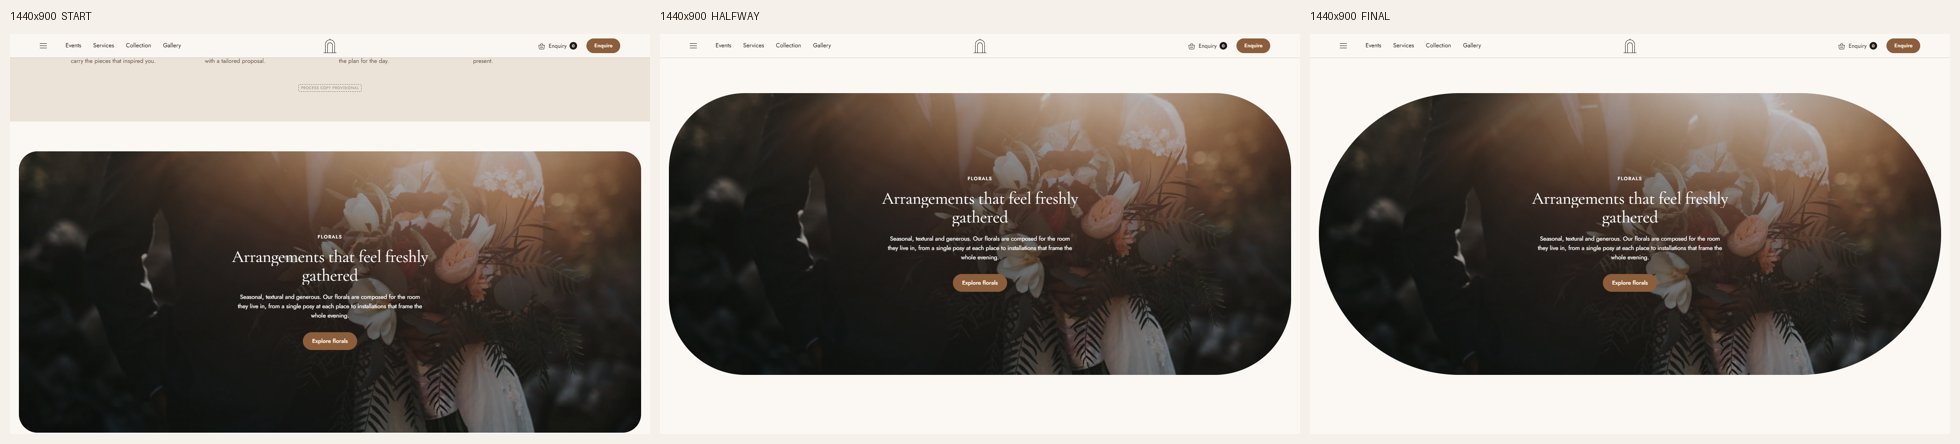 1440x900 START
Events Services Collection Gallery
Enquiry 0 Enquire
carry the pieces that inspired you. with a tailored proposal. the plan for the day. present.
PROCESS COPY PROVISIONAL
FLORALS
Arrangements that feel freshly
gathered
Seasonal, textural and generous. Our florals are composed for the room
they live in, from a single posy at each place to installations that frame the
whole evening.
Explore florals
1440x900 HALFWAY
Events Services Collection Gallery
Enquiry 0 Enquire
FLORALS
Arrangements that feel freshly
gathered
Seasonal, textural and generous. Our florals are composed for the room
they live in, from a single posy at each place to installations that frame the
whole evening.
Explore florals
1440x900 FINAL
Events Services Collection Gallery
Enquiry 0 Enquire
FLORALS
Arrangements that feel freshly
gathered
Seasonal, textural and generous. Our florals are composed for the room
they live in, from a single posy at each place to installations that frame the
whole evening.
Explore florals